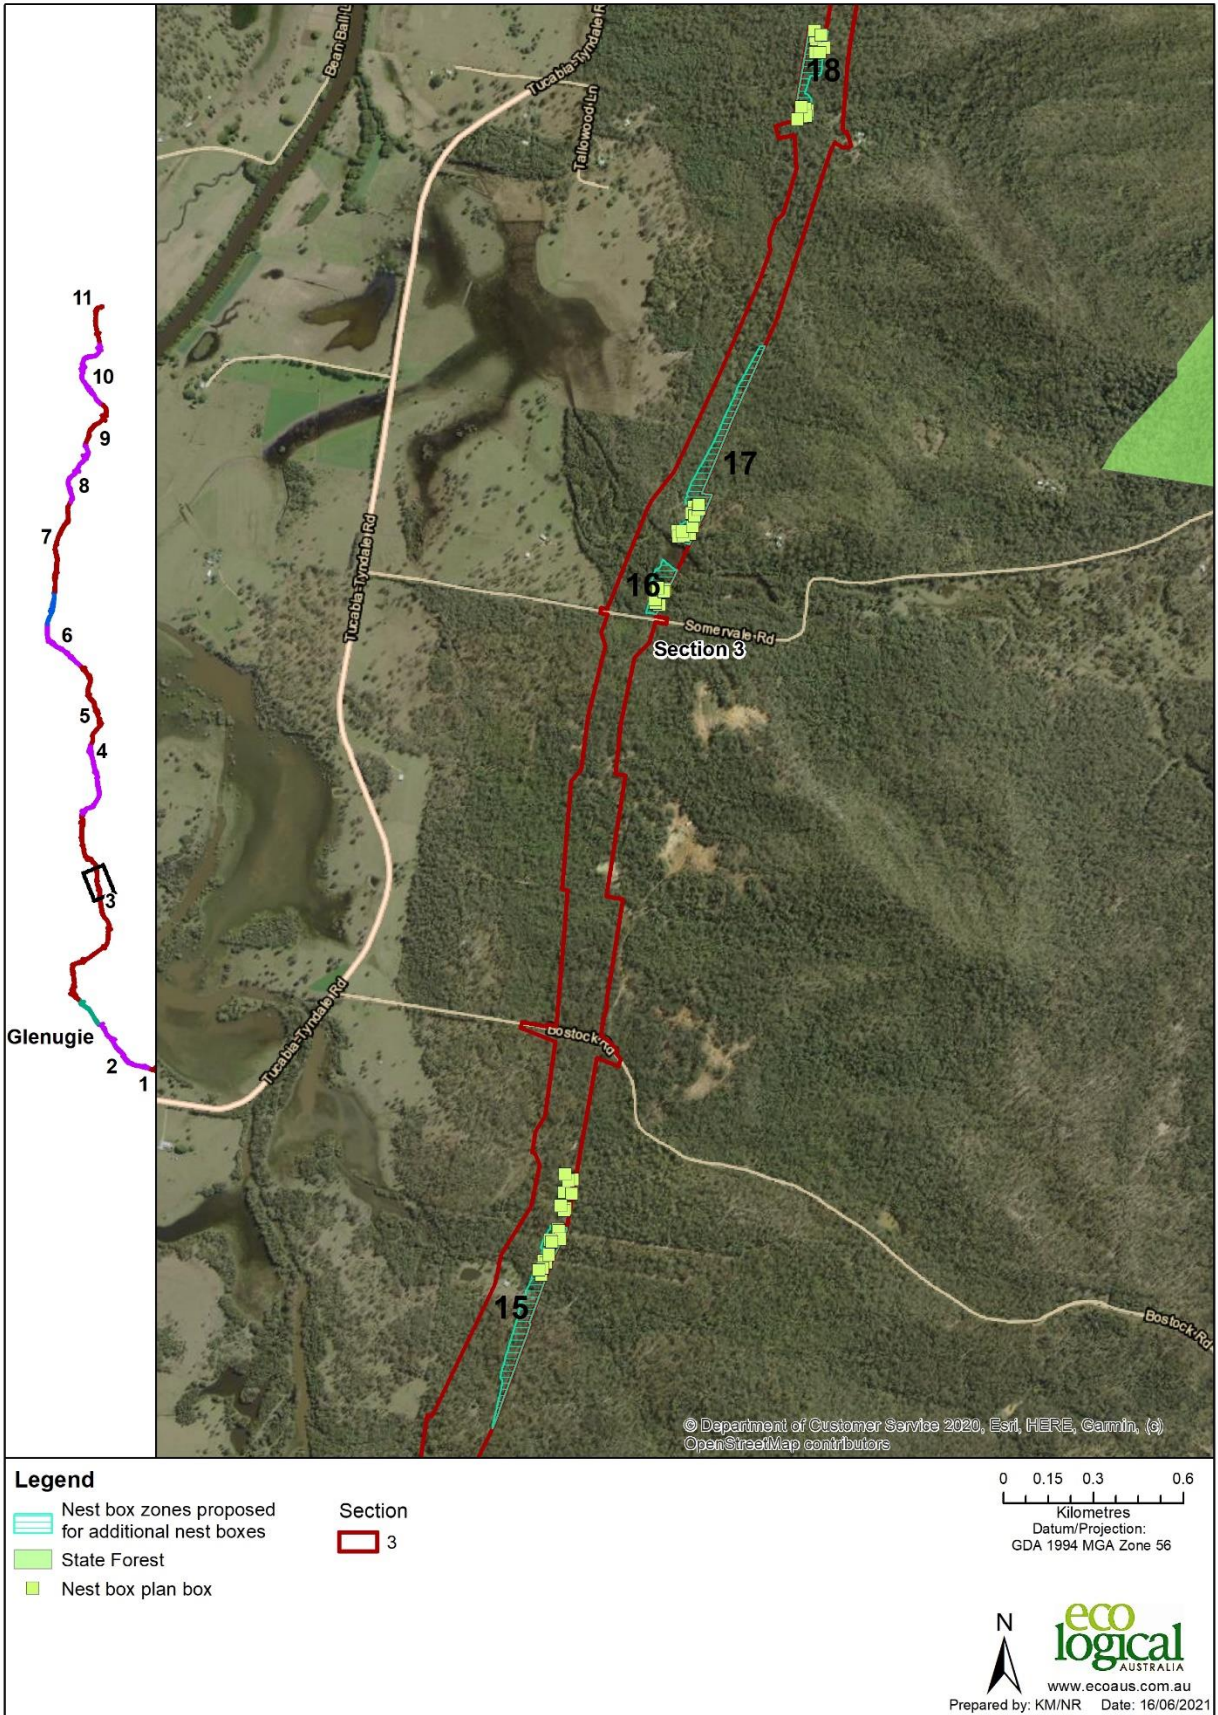 Bean Ball L
Tucabia-Tyndale R
Tallowood Ln
18
11
10
9
8
7
6
5
4
3
Glenugie
2
1
17
16
Tucabia-Tyndale Rd
Somervale Rd
Section 3
Tucabia-Tyndale Rd
Bostock Rd
15
Bostock Rd
© Department of Customer Service 2020, Esri, HERE, Garmin, (c)
OpenStreetMap contributors
Legend
Nest box zones proposed
for additional nest boxes
State Forest
Nest box plan box
Section
3
0 0.15 0.3 0.6
Kilometres
Datum/Projection:
GDA 1994 MGA Zone 56
N
eco
logical
AUSTRALIA
www.ecoaus.com.au
Prepared by: KM/NR Date: 16/06/2021